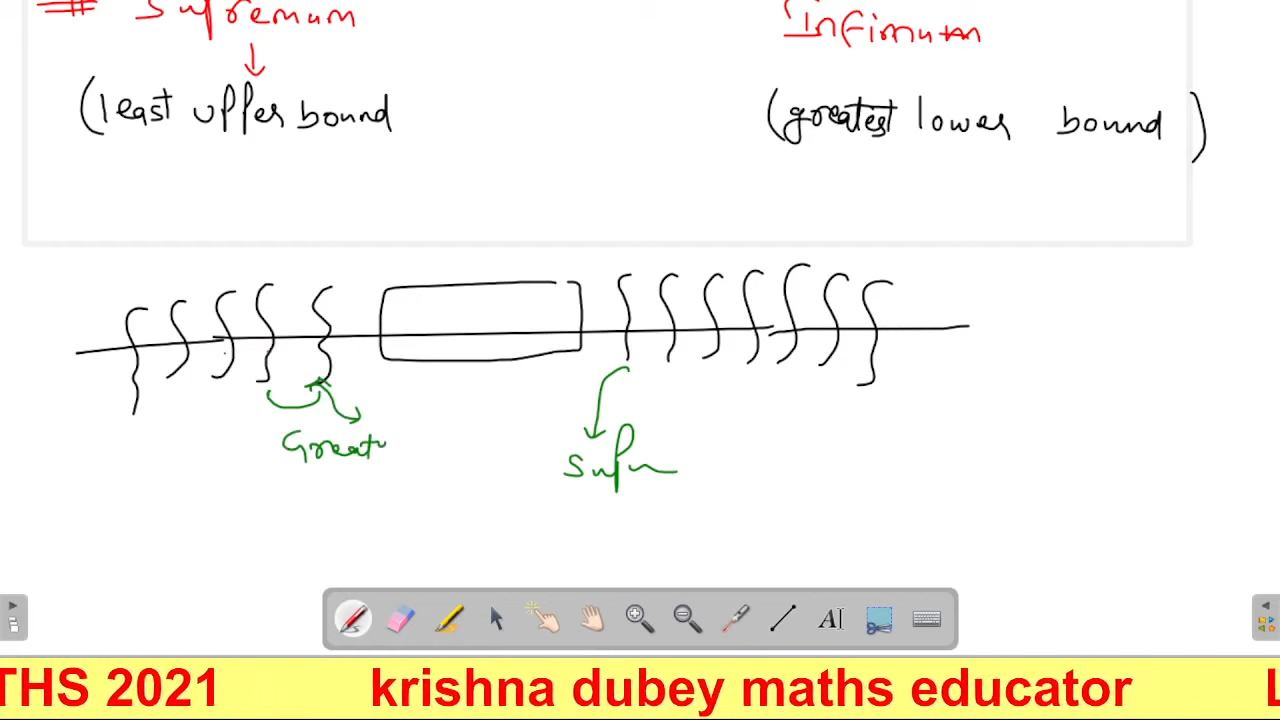 # Supremum
Infimum
(least upper bound
(greatest lower bound)
Great
Sup
THS 2021 krishna dubey maths educator L